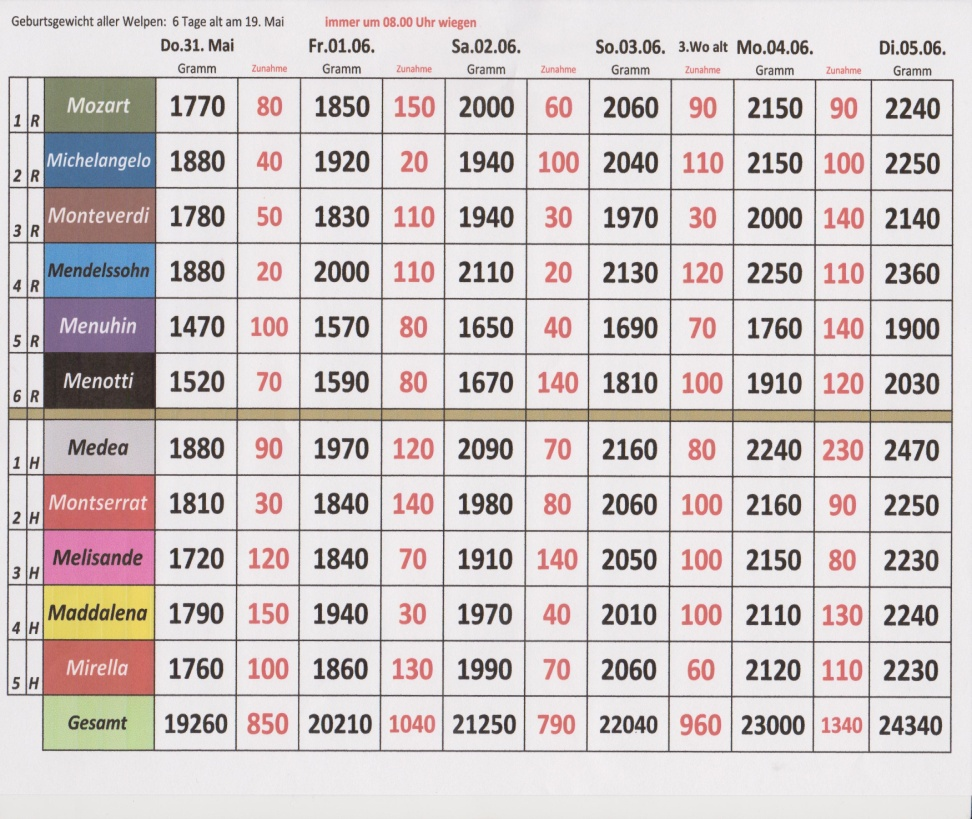 Geburtsgewicht aller Welpen: 6 Tage alt am 19. Mai immer um 08.00 Uhr wiegen
Do.31. Mai Fr.01.06. Sa.02.06. So.03.06. 3.Wo alt Mo.04.06. Di.05.06.
Gramm Zunahme Gramm Zunahme Gramm Zunahme Gramm Zunahme Gramm Zunahme Gramm
1 R Mozart 1770 80 1850 150 2000 60 2060 90 2150 90 2240
2 R Michelangelo 1880 40 1920 20 1940 100 2040 110 2150 100 2250
3 R Monteverdi 1780 50 1830 110 1940 30 1970 30 2000 140 2140
4 R Mendelssohn 1880 20 2000 110 2110 20 2130 120 2250 110 2360
5 R Menuhin 1470 100 1570 80 1650 40 1690 70 1760 140 1900
6 R Menotti 1520 70 1590 80 1670 140 1810 100 1910 120 2030
1 H Medea 1880 90 1970 120 2090 70 2160 80 2240 230 2470
2 H Montserrat 1810 30 1840 140 1980 80 2060 100 2160 90 2250
3 H Melisande 1720 120 1840 70 1910 140 2050 100 2150 80 2230
4 H Maddalena 1790 150 1940 30 1970 40 2010 100 2110 130 2240
5 H Mirella 1760 100 1860 130 1990 70 2060 60 2120 110 2230
Gesamt 19260 850 20210 1040 21250 790 22040 960 23000 1340 24340